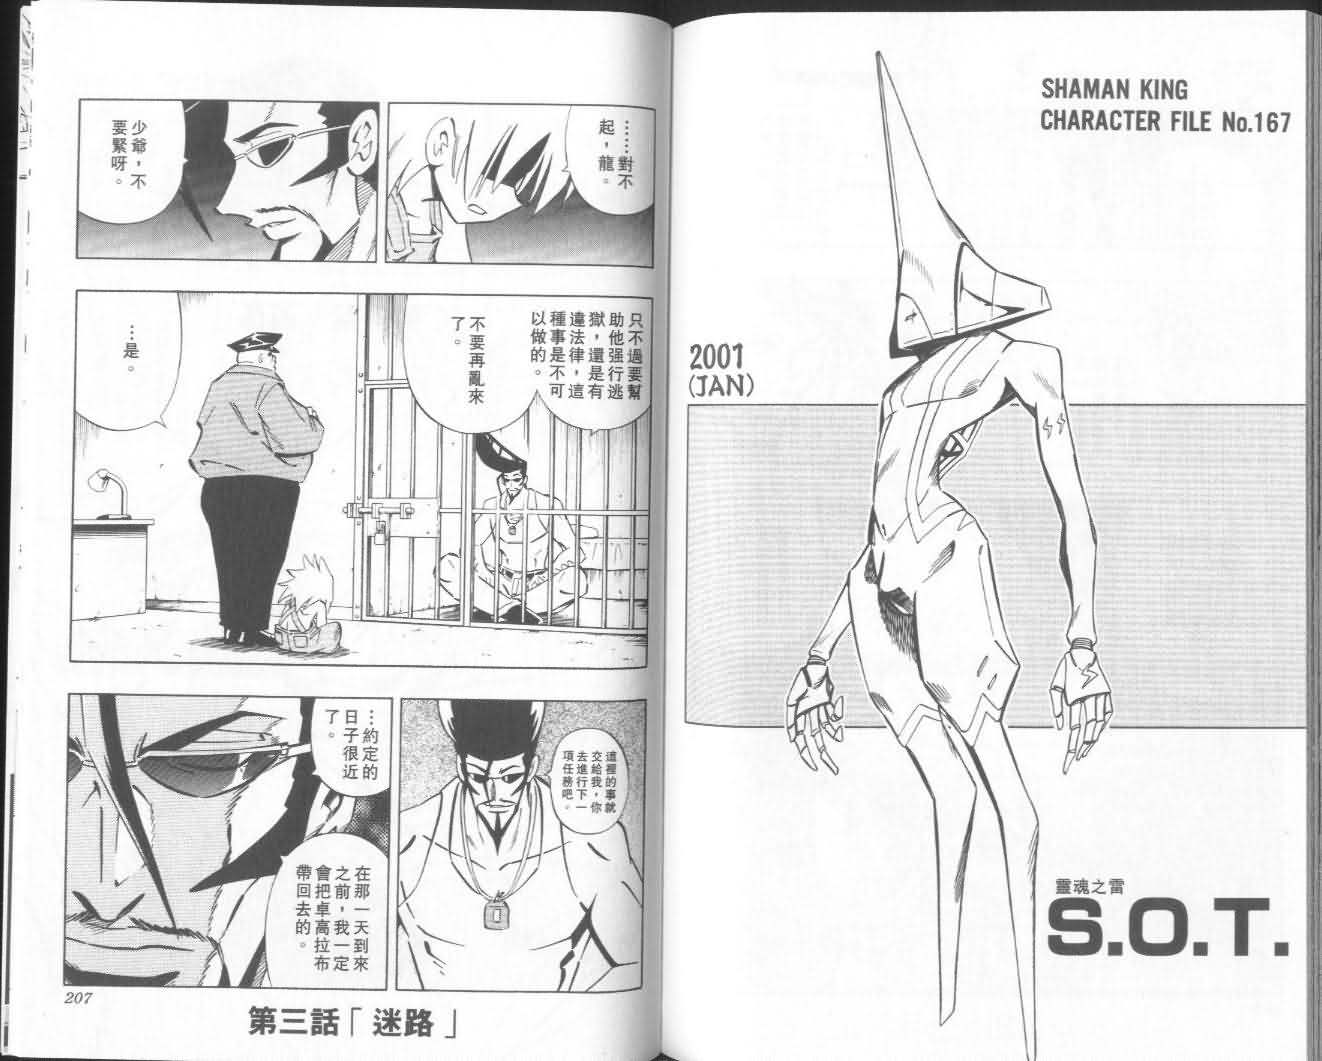 SHAMAN KING
CHARACTER FILE No.167
2001
(JAN)
靈魂之雷
S.O.T.
……對不
起，龍。
少爺，不
要緊呀。
只不過要幫
助他强行逃
獄，還是有
違法律，這
種事是不可
以做的。
不要再亂來
了。
…是。
這裡的事就
交給我，你
去進行下一
項任務吧。
…約定的
日子很近
了。
在那一天到來
之前，我一定
會把卓高拉布
帶回去的。
207
第三話「迷路」